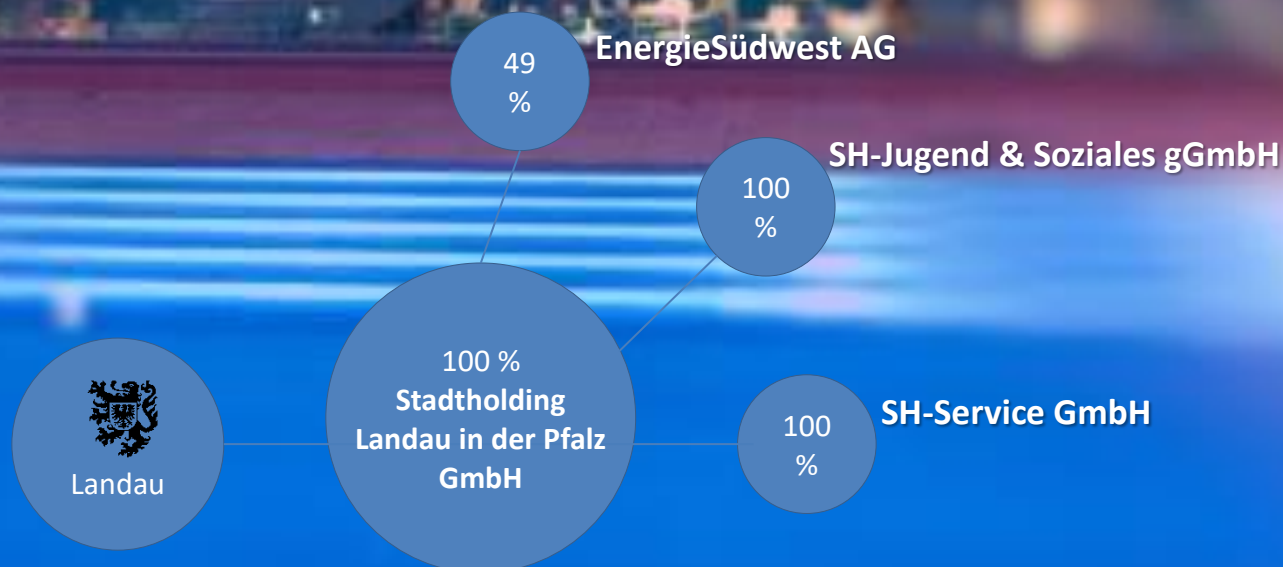 49
%
EnergieSüdwest AG
100
%
SH-Jugend & Soziales gGmbH
Landau
100 %
Stadtholding
Landau in der Pfalz
GmbH
100
%
SH-Service GmbH